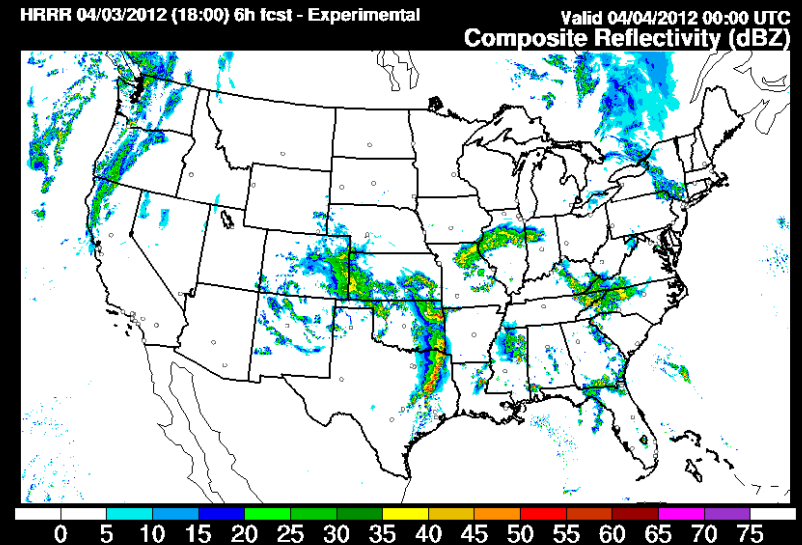 HRRR 04/03/2012 (18:00) 6h fcst - Experimental
Valid 04/04/2012 00:00 UTC
Composite Reflectivity (dBZ)
0 5 10 15 20 25 30 35 40 45 50 55 60 65 70 75